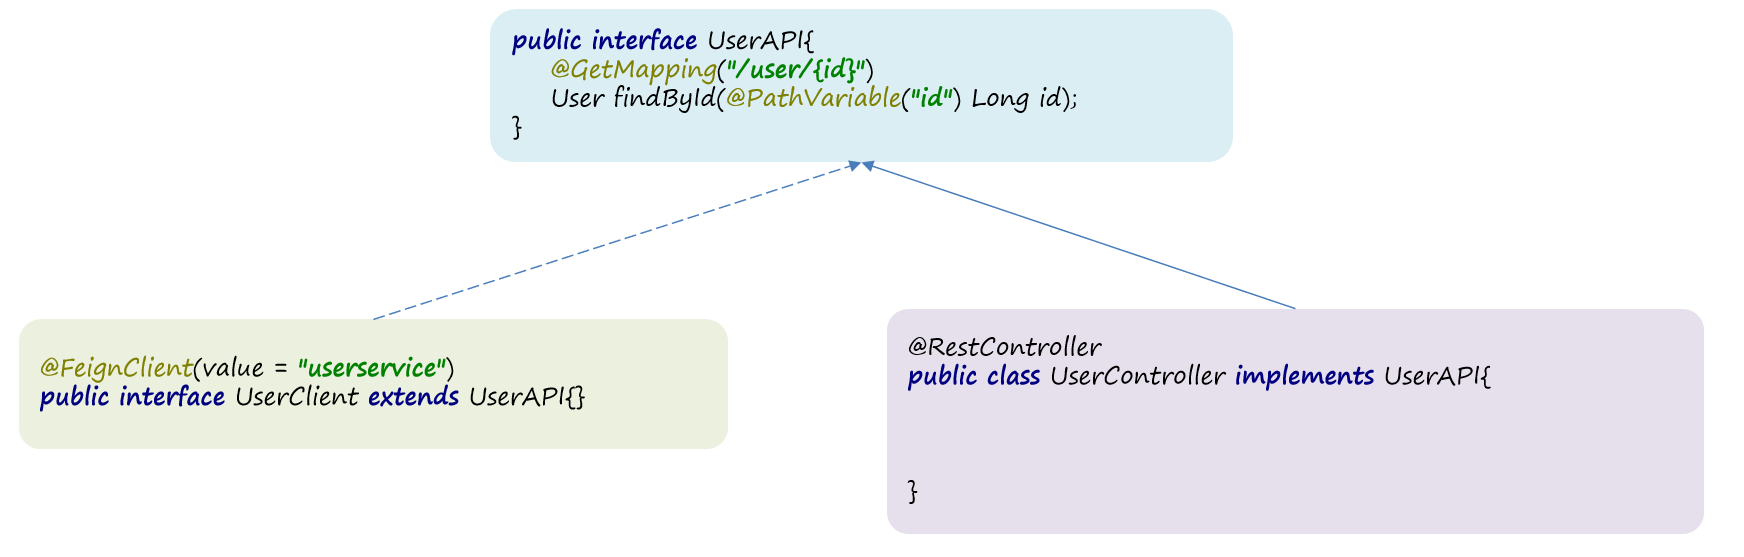 public interface UserAPI{
@GetMapping("/user/{id}")
User findById(@PathVariable("id") Long id);
}
@FeignClient(value = "userservice")
public interface UserClient extends UserAPI{}
@RestController
public class UserController implements UserAPI{
}